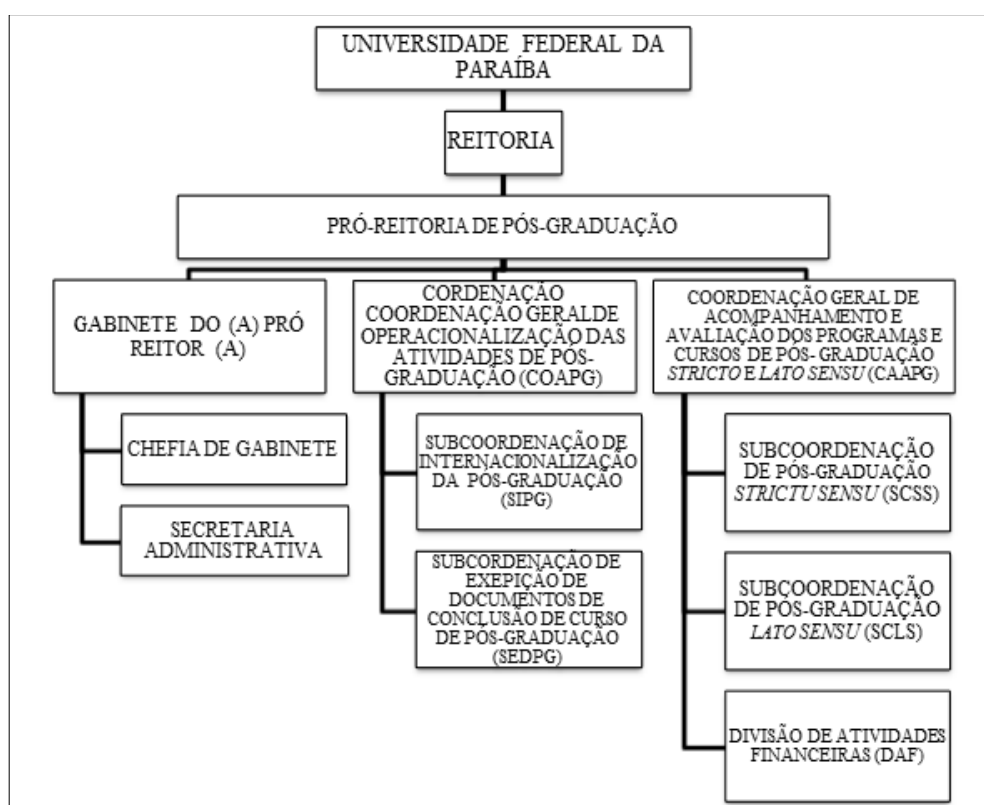 UNIVERSIDADE FEDERAL DA
PARAÍBA
REITORIA
PRÓ-REITORIA DE PÓS-GRADUAÇÃO
GABINETE DO (A) PRÓ
REITOR (A)
CHEFIA DE GABINETE
SECRETARIA
ADMINISTRATIVA
CORDENAÇÃO
COORDENAÇÃO GERALDE
OPERACIONALIZAÇÃO DAS
ATIVIDADES DE PÓS-
GRADUAÇÃO (COAPG)
SUBCOORDENAÇÃO DE
INTERNACIONALIZAÇÃO
DA PÓS-GRADUAÇÃO
(SIPG)
SUBCORDENAÇÃO DE
EXEPIÇÃO DE
DOCUMENTOS DE
CONCLUSÃO DE CURSO
DE PÓS-GRADUAÇÃO
(SEDPG)
COORDENAÇÃO GERAL DE
ACOMPANHAMENTO E
AVALIAÇÃO DOS PROGRAMAS E
CURSOS DE PÓS- GRADUAÇÃO
STRICTO E LATO SENSU (CAAPG)
SUBCOORDENAÇÃO
DE PÓS-GRADUAÇÃO
STRICTU SENSU (SCSS)
SUBCOORDENAÇÃO
DE PÓS-GRADUAÇÃO
LATO SENSU (SCLS)
DIVISÃO DE ATIVIDADES
FINANCEIRAS (DAF)